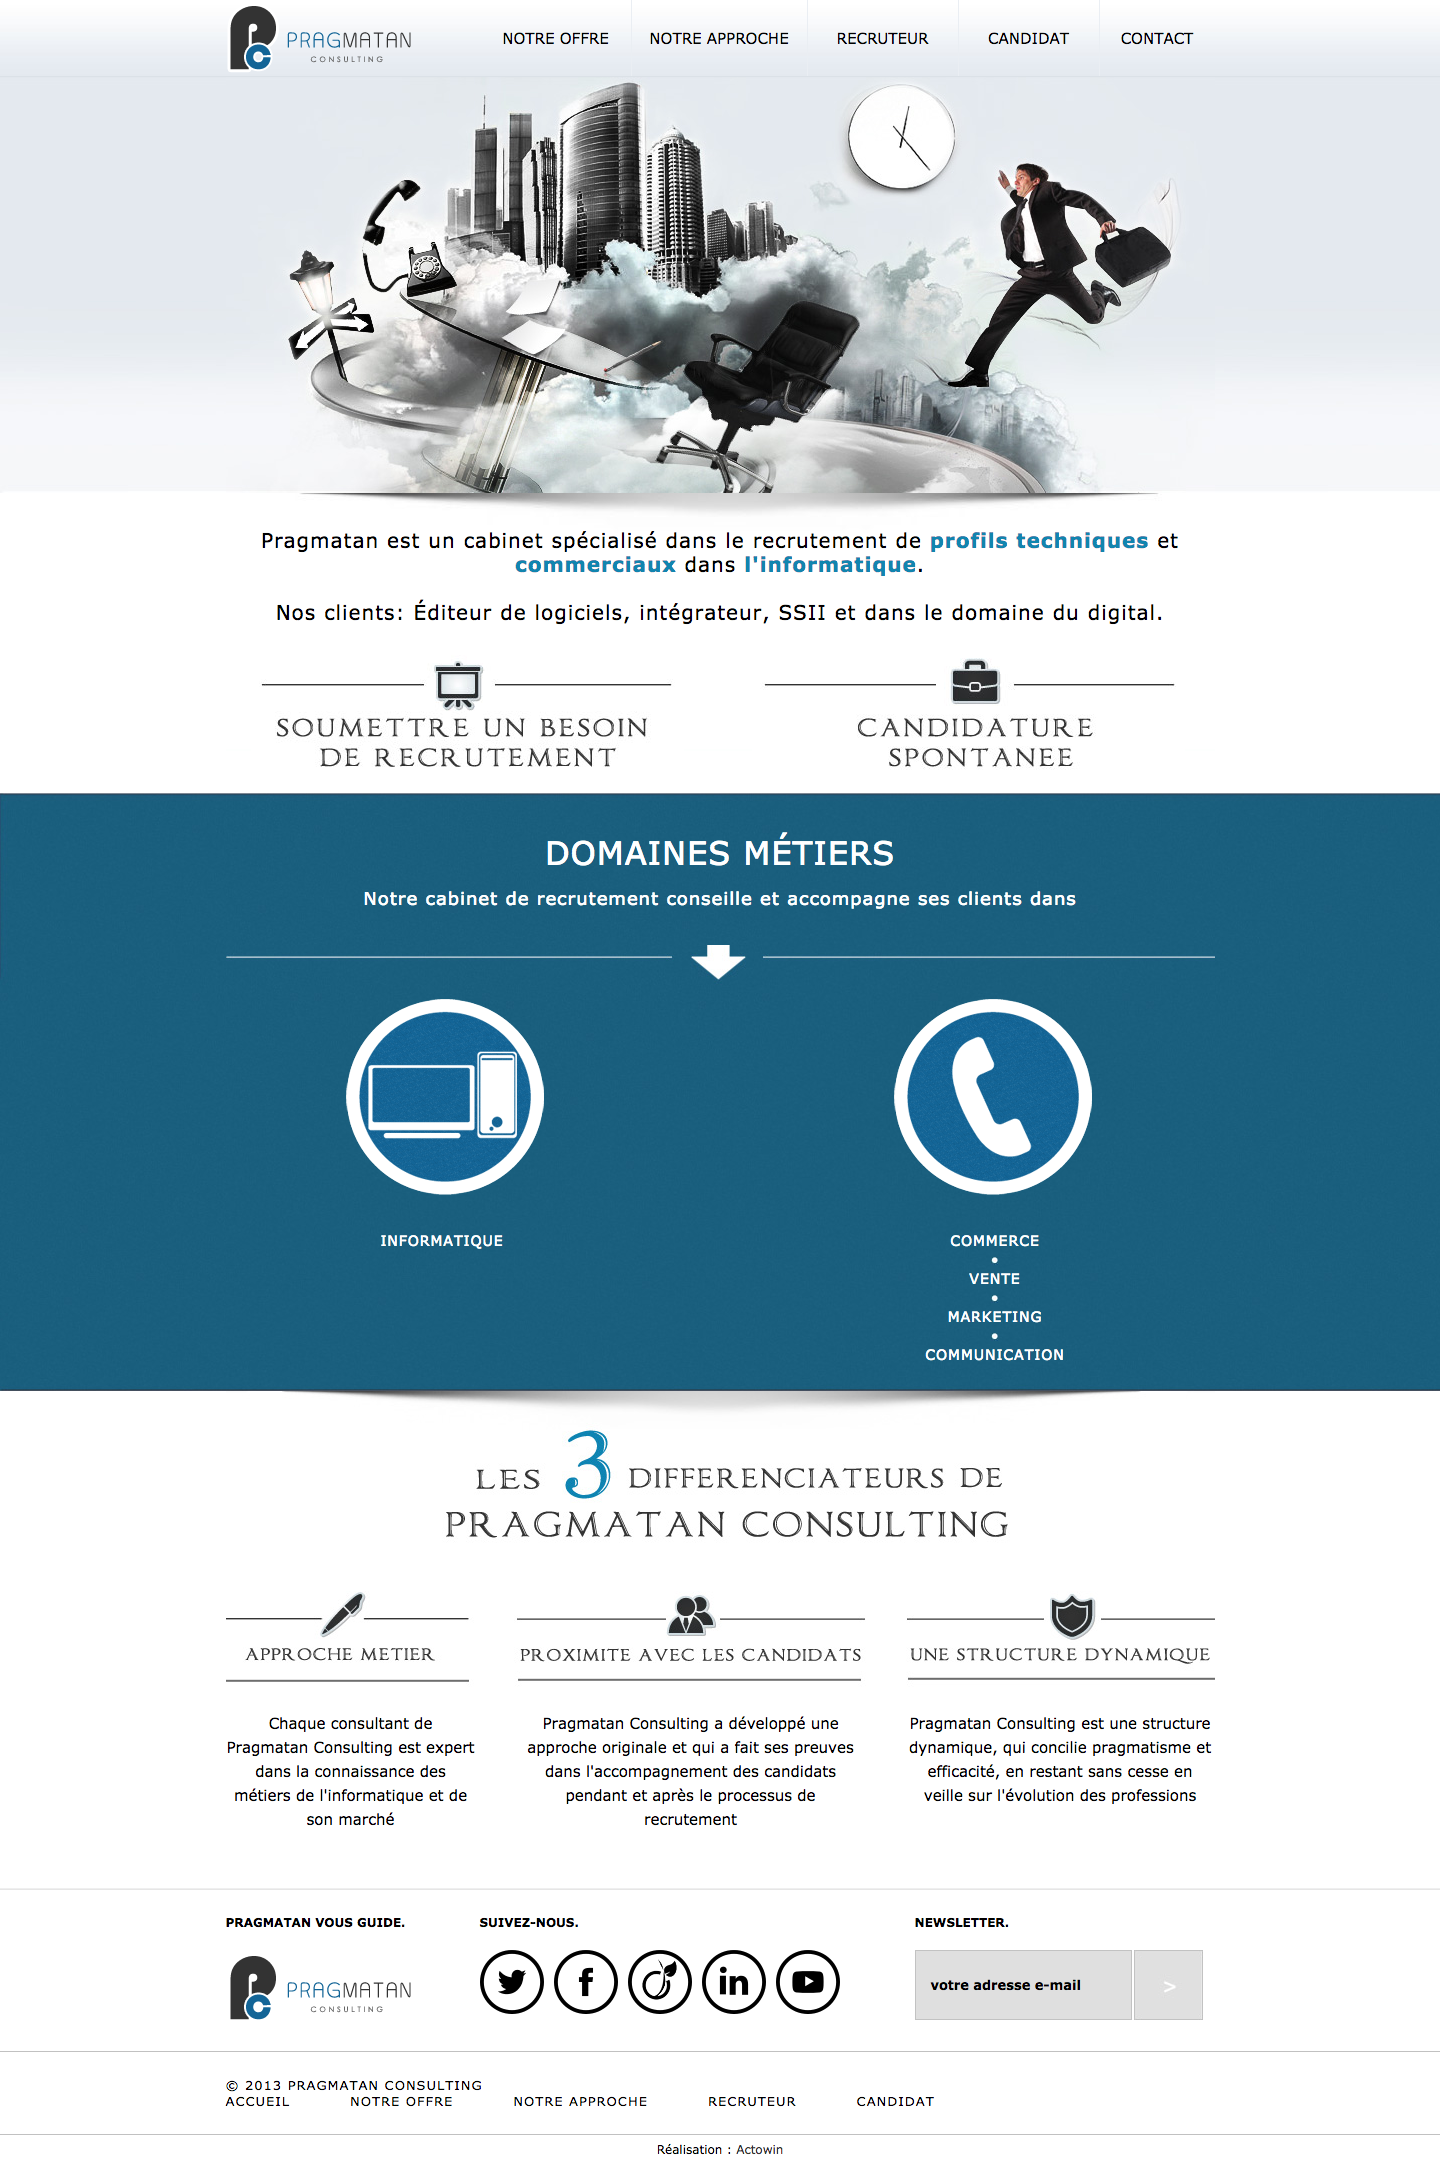 PRAGMATAN
CONSULTING
NOTRE OFFRE
NOTRE APPROCHE
RECRUTEUR
CANDIDAT
CONTACT
Pragmatan est un cabinet spécialisé dans le recrutement de profils techniques et
commerciaux dans l'informatique.
Nos clients: Éditeur de logiciels, intégrateur, SSII et dans le domaine du digital.
SOUMETTRE UN BESOIN
DE RECRUTEMENT
CANDIDATURE
SPONTANEE
DOMAINES MÉTIERS
Notre cabinet de recrutement conseille et accompagne ses clients dans
INFORMATIQUE
COMMERCE
•
VENTE
•
MARKETING
•
COMMUNICATION
LES 3 DIFFERENCIATEURS DE
PRAGMATAN CONSULTING
APPROCHE METIER
Chaque consultant de
Pragmatan Consulting est expert
dans la connaissance des
métiers de l'informatique et de
son marché
PROXIMITE AVEC LES CANDIDATS
Pragmatan Consulting a développé une
approche originale et qui a fait ses preuves
dans l'accompagnement des candidats
pendant et après le processus de
recrutement
UNE STRUCTURE DYNAMIQUE
Pragmatan Consulting est une structure
dynamique, qui concilie pragmatisme et
efficacité, en restant sans cesse en
veille sur l'évolution des professions
PRAGMATAN VOUS GUIDE.
PRAGMATAN
CONSULTING
SUIVEZ-NOUS.
NEWSLETTER.
votre adresse e-mail
>
© 2013 PRAGMATAN CONSULTING
ACCUEIL
NOTRE OFFRE
NOTRE APPROCHE
RECRUTEUR
CANDIDAT
Réalisation : Actowin